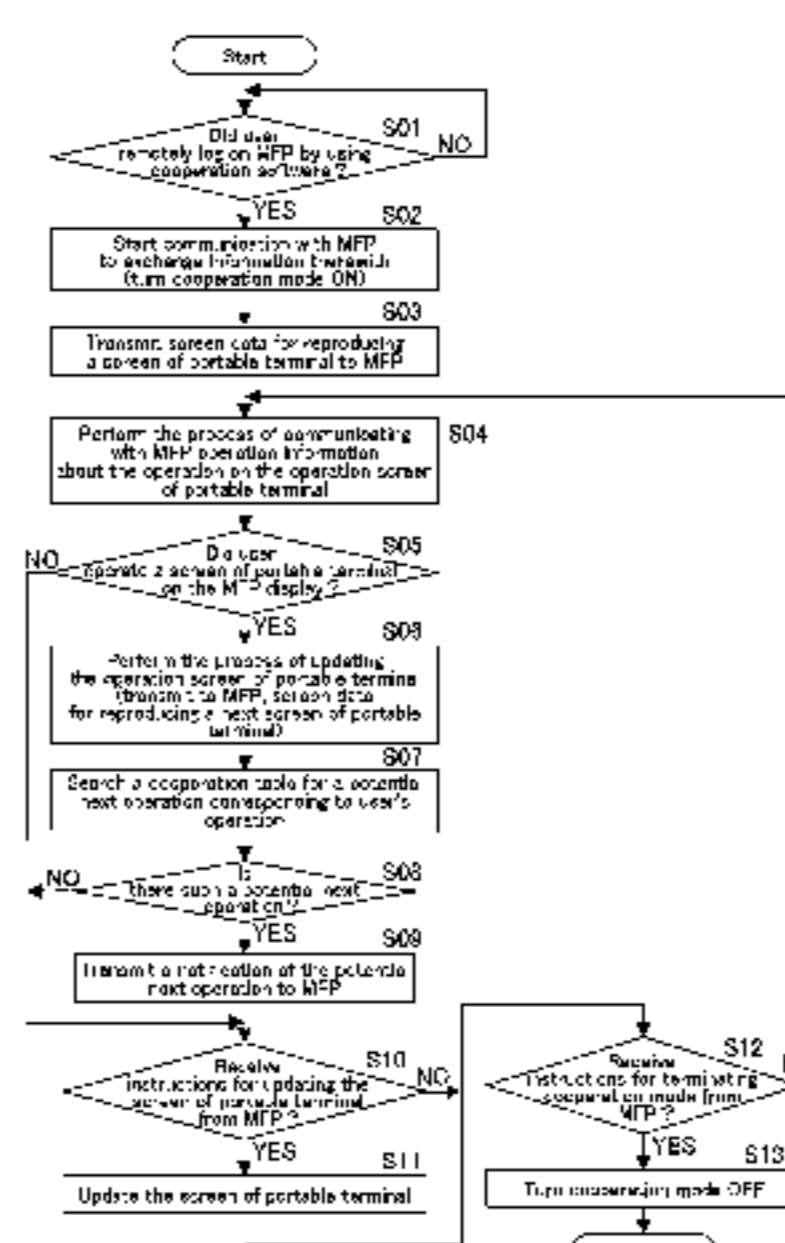 Start
S01
Did user
remotely log on MFP by using
cooperation software ?
NO
YES
S02
Start communication with MFP
to exchange information therewith
(turn cooperation mode ON)
S03
Transmit screen data for reproducing
a screen of portable terminal to MFP
S04
Perform the process of communicating
with MFP operation information
about the operation on the operation screen
of portable terminal
S05
NO
Did user
operate a screen of portable terminal
on the MFP display ?
YES
S06
Perform the process of updating
the operation screen of portable terminal
(transmit to MFP, screen data
for reproducing a next screen of portable
terminal)
S07
Search a cooperation table for a potential
next operation corresponding to user's
operation
S08
NO
Is
there such a potential next
operation ?
YES
S09
Transmit a notification of the potential
next operation to MFP
S10
Receive
instructions for updating the
screen of portable terminal
from MFP ?
NO
YES
S11
Update the screen of portable terminal
S12
Receive
instructions for terminating
cooperation mode from
MFP ?
YES
S13
Turn cooperation mode OFF